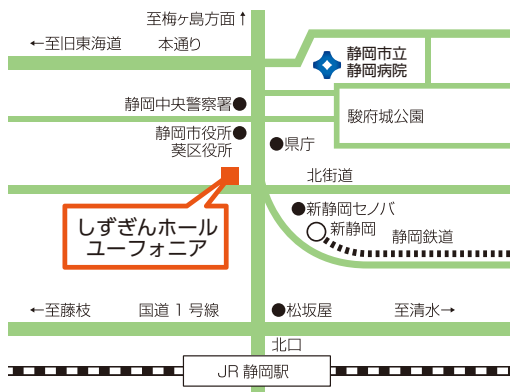 至梅ヶ島方面↑
←至旧東海道
本通り
静岡市立
静岡病院
静岡中央警察署●
駿府城公園
静岡市役所●
葵区役所
●県庁
北街道
しずぎんホール
ユーフォニア
●新静岡セノバ
新静岡
静岡鉄道
←至藤枝
国道1号線
●松坂屋
至清水→
北口
JR静岡駅